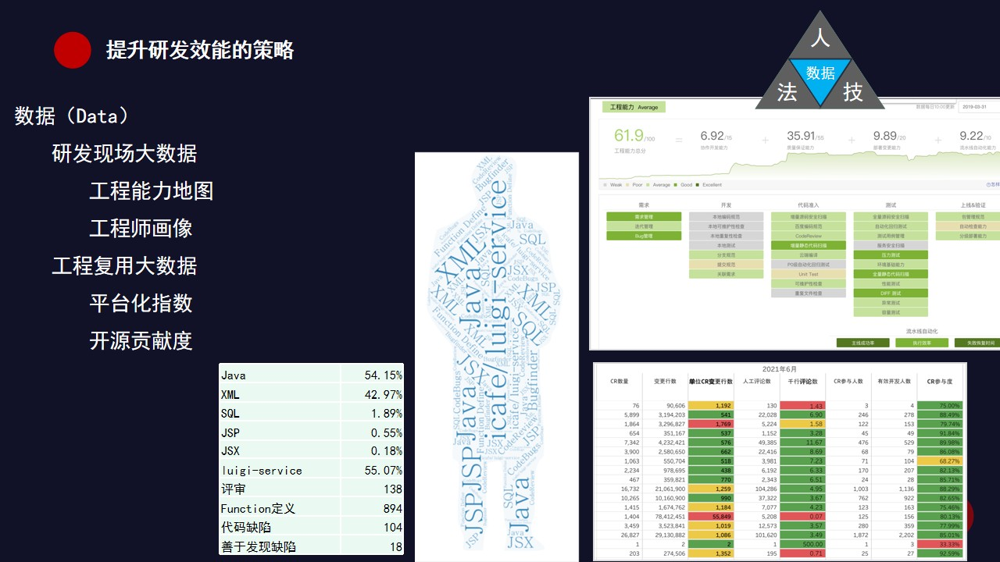 提升研发效能的策略
人
数据
法 技
数据（Data）
研发现场大数据
工程能力地图
工程师画像
工程复用大数据
平台化指数
开源贡献度
Java 54.15%
XML 42.97%
SQL 1.89%
JSP 0.55%
JSX 0.18%
luigi-service 55.07%
评审 138
Function定义 894
代码缺陷 104
善于发现缺陷 18
icafe/luigi-service
Java
XML
JSX
SQL
JSP
Bugfinder
CodeBugs
CodeReview
Function Define
工程能力 Average
数据每日10:00更新 2019-03-31
61.9/100 = 6.92/15 + 35.91/55 + 9.89/20 + 9.22/10
工程能力总分 协作开发能力 质量保证能力 部署变更能力 流水线自动化能力
Weak Poor Average Good Excellent
需求 开发 代码准入 测试 上线&验证
需求管理 本地编码规范 增量源码安全扫描 全量源码安全扫描 包管理规范
迭代管理 本地可维护性检查 百度编码规范 自动化回归测试 自动检查能力
Bug管理 本地重复性检查 CodeReview 测试用例管理 分级部署能力
本地测试 增量静态代码扫描 服务安全扫描
分支规范 云端编译 压力测试
提交规范 P0级自动化回归测试 环境基础能力
关联需求 Unit Test 全量静态代码扫描
可维护性检查 性能测试
重复文件检查 DIFF 测试
异常测试
容量测试
流水线自动化
主线成功率 执行效率 失败恢复时间
2021年6月
CR数量 变更行数 单位CR变更行数 人工评论数 千行评论数 CR参与人数 有效开发人数 CR参与度
76 90,606 1,192 130 1.43 3 4 75.00%
5,899 3,194,203 541 22,028 6.90 246 278 88.49%
1,864 3,296,827 1,769 5,224 1.58 122 153 79.74%
654 351,167 537 1,152 3.28 45 49 91.84%
7,342 4,232,421 576 49,385 11.67 476 529 89.98%
3,900 2,580,650 662 22,416 8.69 68 79 86.08%
1,063 550,704 518 3,981 7.23 71 104 68.27%
2,234 978,695 438 6,192 6.33 170 207 82.13%
467 359,821 770 2,343 6.51 24 28 85.71%
16,732 21,061,900 1,259 104,286 4.95 1,003 1,136 88.29%
10,265 10,160,900 990 37,322 3.67 762 922 82.65%
1,415 1,674,762 1,184 7,077 4.23 123 163 75.46%
1,404 78,412,451 55,849 5,208 0.07 125 156 80.13%
3,459 3,523,841 1,019 12,573 3.57 280 359 77.99%
26,827 29,130,882 1,086 101,620 3.49 1,872 2,202 85.01%
1 2 2 1 500.00 1 3 33.33%
203 274,506 1,352 195 0.71 25 27 92.59%